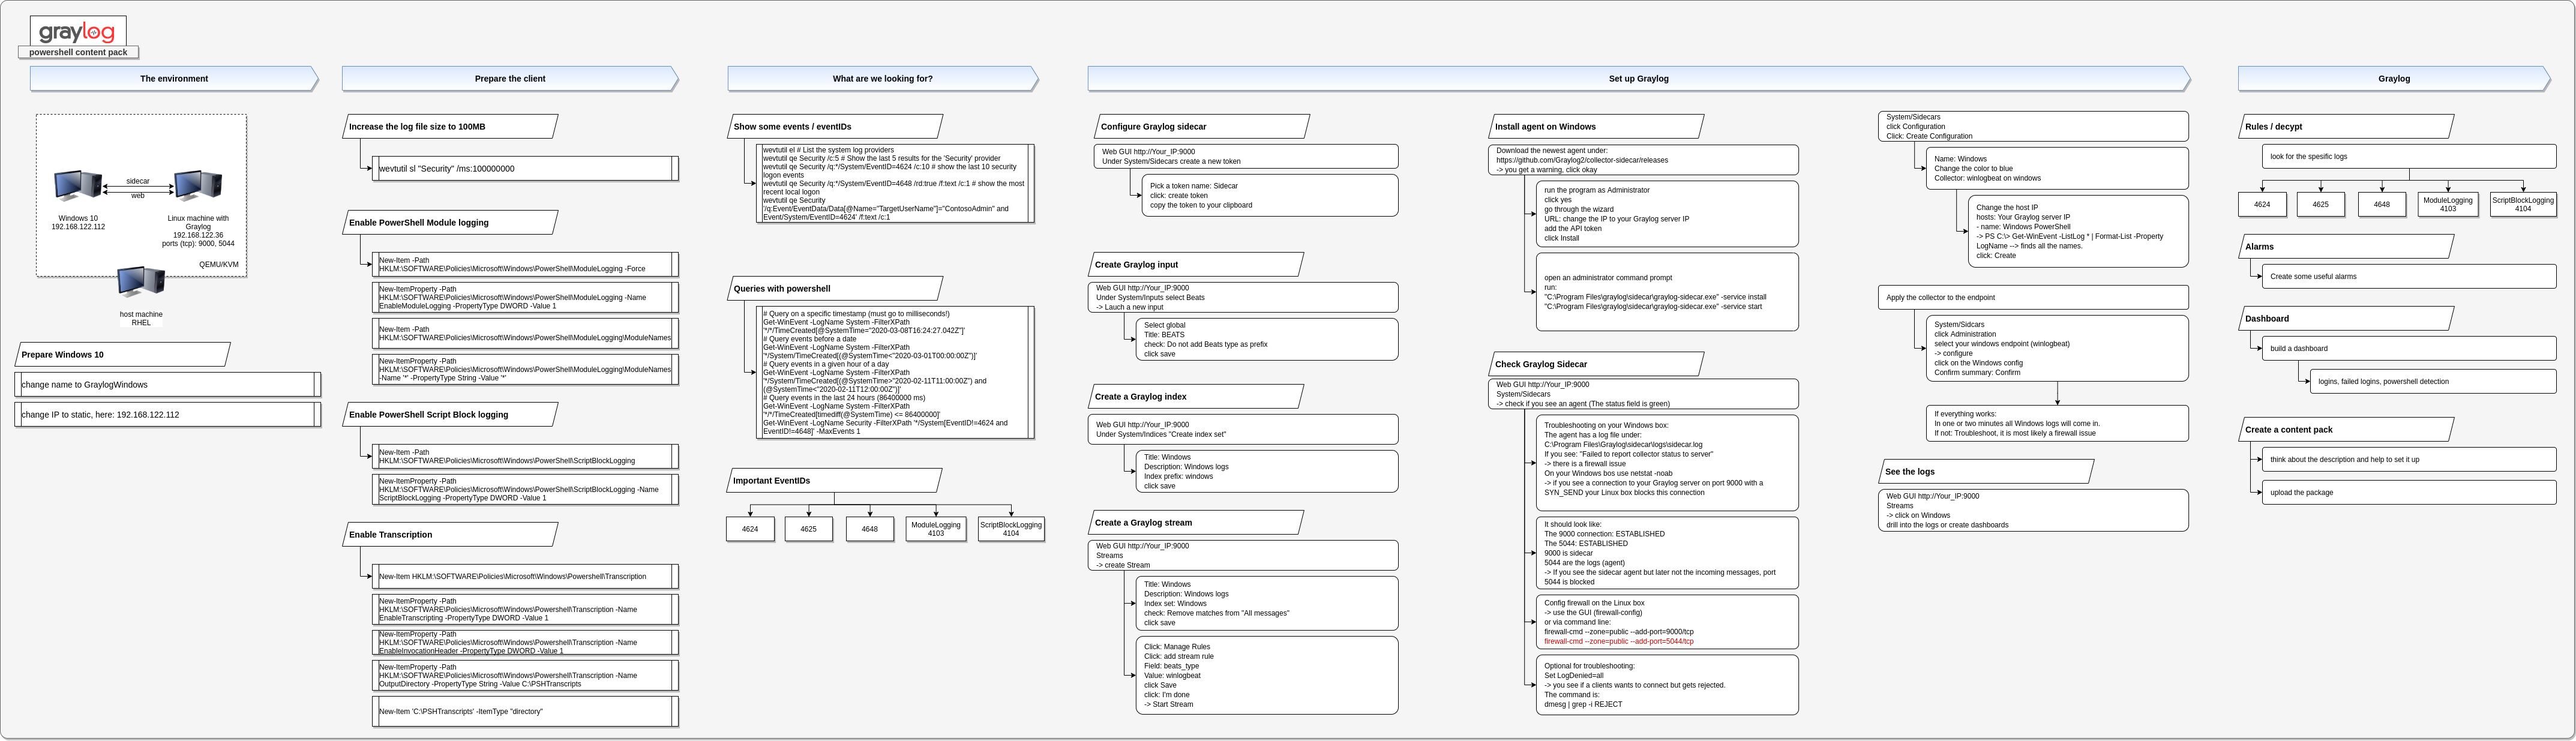 graylog
powershell content pack
The environment
Prepare the client
What are we looking for?
Set up Graylog
Graylog
sidecar
web
Windows 10
192.168.122.112
Linux machine with
Graylog
192.168.122.36
ports (tcp): 9000, 5044
QEMU/KVM
host machine
RHEL
Prepare Windows 10
change name to GraylogWindows
change IP to static, here: 192.168.122.112
Increase the log file size to 100MB
wevtutil sl "Security" /ms:100000000
Enable PowerShell Module logging
New-Item -Path
HKLM:\SOFTWARE\Policies\Microsoft\Windows\PowerShell\ModuleLogging -Force
New-ItemProperty -Path
HKLM:\SOFTWARE\Policies\Microsoft\Windows\PowerShell\ModuleLogging -Name
EnableModuleLogging -PropertyType DWORD -Value 1
New-Item -Path
HKLM:\SOFTWARE\Policies\Microsoft\Windows\PowerShell\ModuleLogging\ModuleNames
New-ItemProperty -Path
HKLM:\SOFTWARE\Policies\Microsoft\Windows\PowerShell\ModuleLogging\ModuleNames
-Name '*' -PropertyType String -Value '*'
Enable PowerShell Script Block logging
New-Item -Path
HKLM:\SOFTWARE\Policies\Microsoft\Windows\PowerShell\ScriptBlockLogging
New-ItemProperty -Path
HKLM:\SOFTWARE\Policies\Microsoft\Windows\PowerShell\ScriptBlockLogging -Name
ScriptBlockLogging -PropertyType DWORD -Value 1
Enable Transcription
New-Item HKLM:\SOFTWARE\Policies\Microsoft\Windows\Powershell\Transcription
New-ItemProperty -Path
HKLM:\SOFTWARE\Policies\Microsoft\Windows\Powershell\Transcription -Name
EnableTranscripting -PropertyType DWORD -Value 1
New-ItemProperty -Path
HKLM:\SOFTWARE\Policies\Microsoft\Windows\Powershell\Transcription -Name
EnableInvocationHeader -PropertyType DWORD -Value 1
New-ItemProperty -Path
HKLM:\SOFTWARE\Policies\Microsoft\Windows\Powershell\Transcription -Name
OutputDirectory -PropertyType String -Value C:\PSHTranscripts
New-Item 'C:\PSHTranscripts' -ItemType "directory"
Show some events / eventIDs
wevtutil el # List the system log providers
wevtutil qe Security /c:5 # Show the last 5 results for the 'Security' provider
wevtutil qe Security /q:*/System/EventID=4624 /c:10 # show the last 10 security
logon events
wevtutil qe Security /q:*/System/EventID=4648 /rd:true /f:text /c:1 # show the most
recent local logon
wevtutil qe Security
'/q:Event/EventData/Data[@Name="TargetUserName"]="ContosoAdmin" and
Event/System/EventID=4624' /f:text /c:1
Queries with powershell
# Query on a specific timestamp (must go to milliseconds!)
Get-WinEvent -LogName System -FilterXPath
'*/*/TimeCreated[@SystemTime="2020-03-08T16:24:27.042Z"]'
# Query events before a date
Get-WinEvent -LogName System -FilterXPath
'*/System/TimeCreated[(@SystemTime<"2020-03-01T00:00:00Z")]'
# Query events in a given hour of a day
Get-WinEvent -LogName System -FilterXPath
'*/System/TimeCreated[(@SystemTime>"2020-02-11T11:00:00Z") and
(@SystemTime<"2020-02-11T12:00:00Z")]'
# Query events in the last 24 hours (86400000 ms)
Get-WinEvent -LogName System -FilterXPath
'*/*/TimeCreated[timediff(@SystemTime) <= 86400000]'
Get-WinEvent -LogName Security -FilterXPath '*/System[EventID!=4624 and
EventID!=4648]' -MaxEvents 1
Important EventIDs
4624
4625
4648
ModuleLogging
4103
ScriptBlockLogging
4104
Configure Graylog sidecar
Web GUI http://Your_IP:9000
Under System/Sidecars create a new token
Pick a token name: Sidecar
click: create token
copy the token to your clipboard
Create Graylog input
Web GUI http://Your_IP:9000
Under System/Inputs select Beats
-> Lauch a new input
Select global
Title: BEATS
check: Do not add Beats type as prefix
click save
Create a Graylog index
Web GUI http://Your_IP:9000
Under System/Indices "Create index set"
Title: Windows
Description: Windows logs
Index prefix: windows
click save
Create a Graylog stream
Web GUI http://Your_IP:9000
Streams
-> create Stream
Title: Windows
Description: Windows logs
Index set: Windows
check: Remove matches from "All messages"
click save
Click: Manage Rules
Click: add stream rule
Field: beats_type
Value: winlogbeat
click Save
click: I'm done
-> Start Stream
Install agent on Windows
Download the newest agent under:
https://github.com/Graylog2/collector-sidecar/releases
-> you get a warning, click okay
run the program as Administrator
click yes
go through the wizard
URL: change the IP to your Graylog server IP
add the API token
click Install
open an administrator command prompt
run:
"C:\Program Files\graylog\sidecar\graylog-sidecar.exe" -service install
"C:\Program Files\graylog\sidecar\graylog-sidecar.exe" -service start
Check Graylog Sidecar
Web GUI http://Your_IP:9000
System/Sidecars
-> check if you see an agent (The status field is green)
Troubleshooting on your Windows box:
The agent has a log file under:
C:\Program Files\Graylog\sidecar\logs\sidecar.log
If you see: "Failed to report collector status to server"
-> there is a firewall issue
On your Windows bos use netstat -noab
-> if you see a connection to your Graylog server on port 9000 with a
SYN_SEND your Linux box blocks this connection
It should look like:
The 9000 connection: ESTABLISHED
The 5044: ESTABLISHED
9000 is sidecar
5044 are the logs (agent)
-> If you see the sidecar agent but later not the incoming messages, port
5044 is blocked
Config firewall on the Linux box
-> use the GUI (firewall-config)
or via command line:
firewall-cmd --zone=public --add-port=9000/tcp
firewall-cmd --zone=public --add-port=5044/tcp
Optional for troubleshooting:
Set LogDenied=all
-> you see if a clients wants to connect but gets rejected.
The command is:
dmesg | grep -i REJECT
System/Sidecars
click Configuration
Click: Create Configuration
Name: Windows
Change the color to blue
Collector: winlogbeat on windows
Change the host IP
hosts: Your Graylog server IP
- name: Windows PowerShell
-> PS C:\> Get-WinEvent -ListLog * | Format-List -Property
LogName --> finds all the names.
click: Create
Apply the collector to the endpoint
System/Sidcars
click Administration
select your windows endpoint (winlogbeat)
-> configure
click on the Windows config
Confirm summary: Confirm
If everything works:
In one or two minutes all Windows logs will come in.
If not: Troubleshoot, it is most likely a firewall issue
See the logs
Web GUI http://Your_IP:9000
Streams
-> click on Windows
drill into the logs or create dashboards
Rules / decypt
look for the spesific logs
4624
4625
4648
ModuleLogging
4103
ScriptBlockLogging
4104
Alarms
Create some useful alarms
Dashboard
build a dashboard
logins, failed logins, powershell detection
Create a content pack
think about the description and help to set it up
upload the package